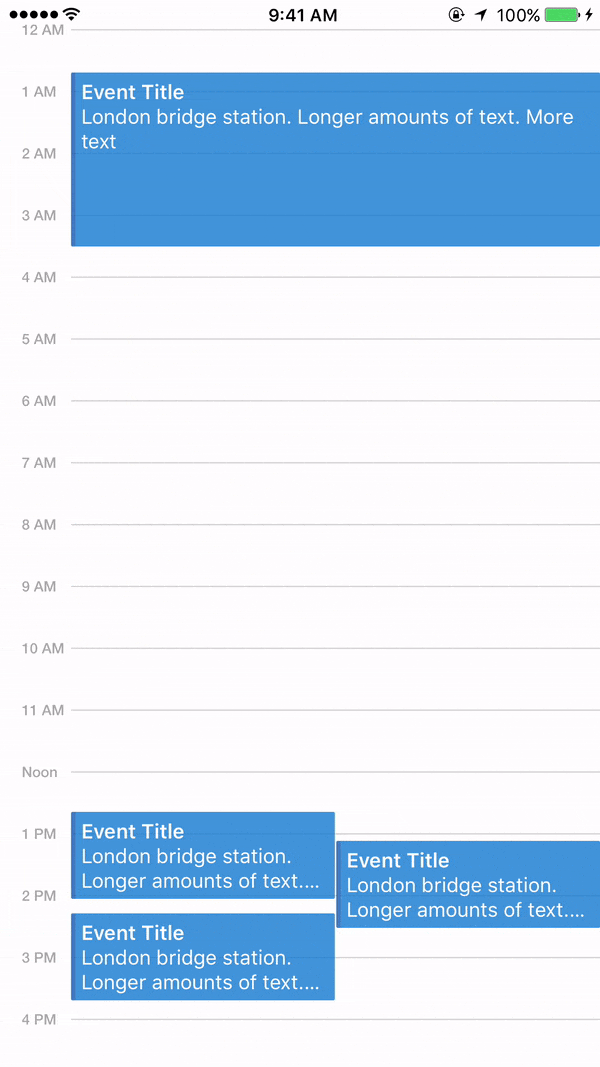 9:41 AM 100%
12 AM
1 AM
Event Title
London bridge station. Longer amounts of text. More
text
2 AM
3 AM
4 AM
5 AM
6 AM
7 AM
8 AM
9 AM
10 AM
11 AM
Noon
1 PM
Event Title
London bridge station.
Longer amounts of text....
Event Title
London bridge station.
Longer amounts of text....
2 PM
Event Title
London bridge station.
Longer amounts of text....
3 PM
4 PM